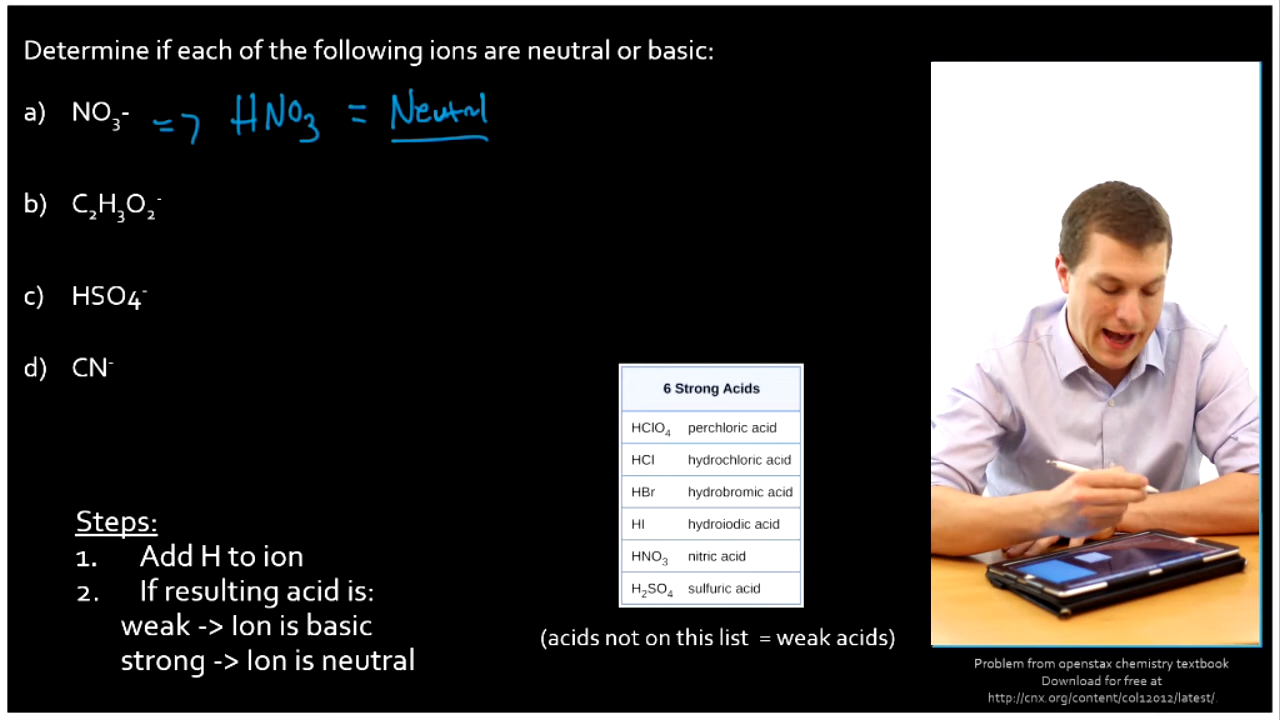 Determine if each of the following ions are neutral or basic:
a) NO₃- => HNO₃ = Neutral
b) C₂H₃O₂⁻
c) HSO4⁻
d) CN⁻
6 Strong Acids
HClO₄ perchloric acid
HCl hydrochloric acid
HBr hydrobromic acid
HI hydroiodic acid
HNO₃ nitric acid
H₂SO₄ sulfuric acid
(acids not on this list = weak acids)
Steps:
1. Add H to ion
2. If resulting acid is:
weak -> Ion is basic
strong -> Ion is neutral
Problem from openstax chemistry textbook
Download for free at
http://cnx.org/content/col12012/latest/.